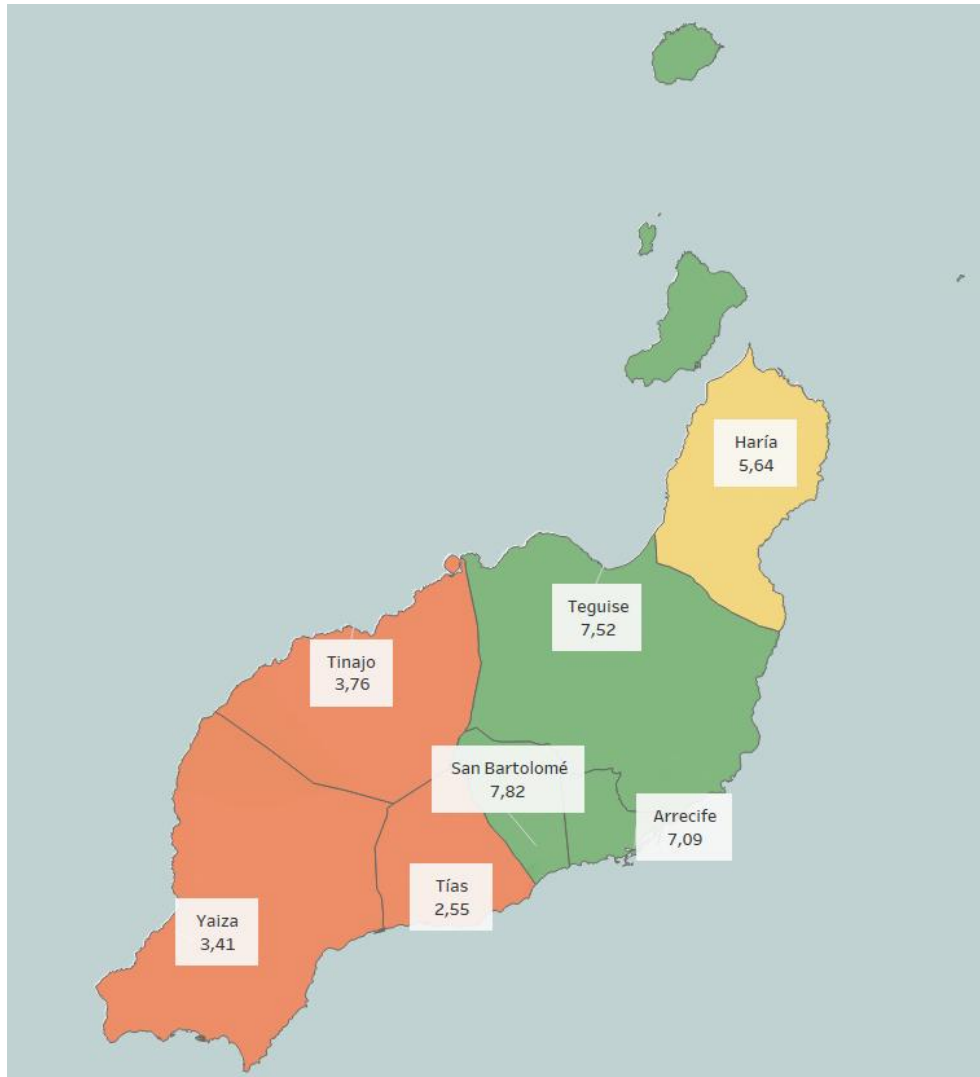 Haría
5,64
Teguise
7,52
Tinajo
3,76
San Bartolomé
7,82
Arrecife
7,09
Tías
2,55
Yaiza
3,41